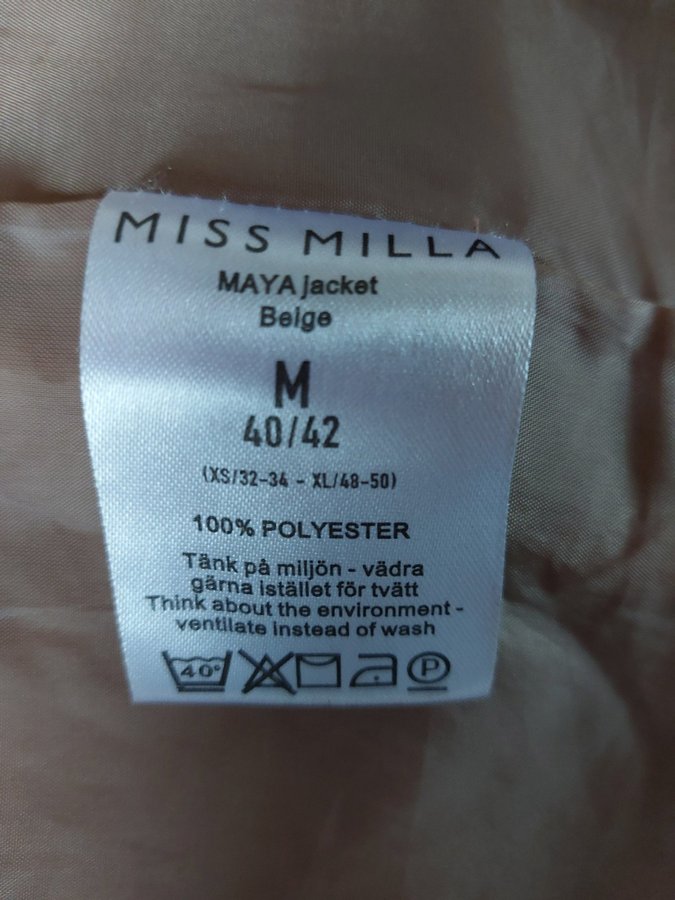 MISS MILLA
MAYA jacket
Beige
M
40/42
(XS/32-34 - XL/48-50)
100% POLYESTER
Tänk på miljön - vädra
gärna istället för tvätt
Think about the environment -
ventilate instead of wash
40° P